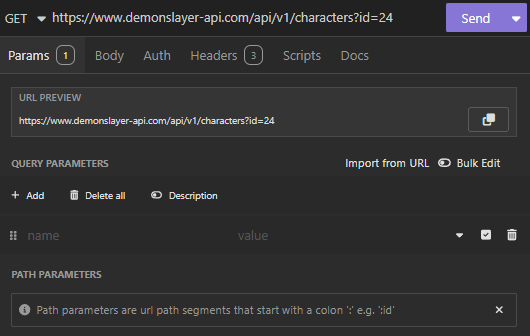 GET https://www.demonslayer-api.com/api/v1/characters?id=24 Send
Params 1 Body Auth Headers 3 Scripts Docs
URL PREVIEW
https://www.demonslayer-api.com/api/v1/characters?id=24
QUERY PARAMETERS Import from URL Bulk Edit
+ Add Delete all Description
name value
PATH PARAMETERS
Path parameters are url path segments that start with a colon ':' e.g. ':id'